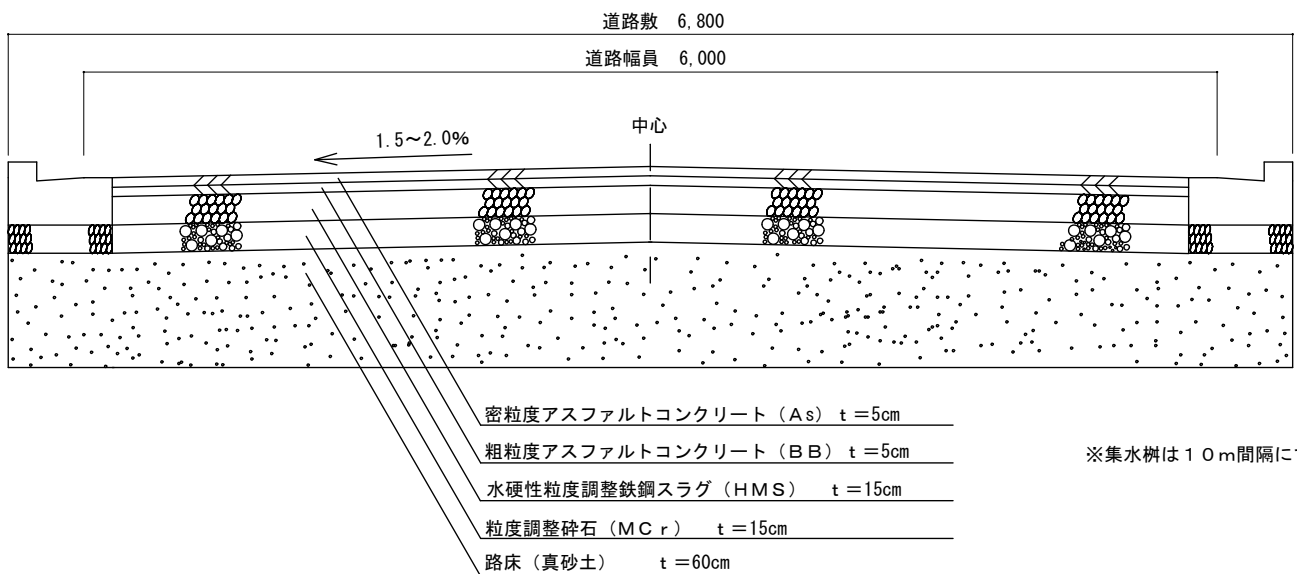 道路敷 6,800
道路幅員 6,000
中心
1.5~2.0%
密粒度アスファルトコンクリート（As）ｔ＝5cm
粗粒度アスファルトコンクリート（ＢＢ）ｔ＝5cm
※集水桝は１０ｍ間隔に
水硬性粒度調整鉄鋼スラグ（ＨＭＳ） ｔ＝15cm
粒度調整砕石（ＭＣｒ） ｔ＝15cm
路床（真砂土） ｔ＝60cm